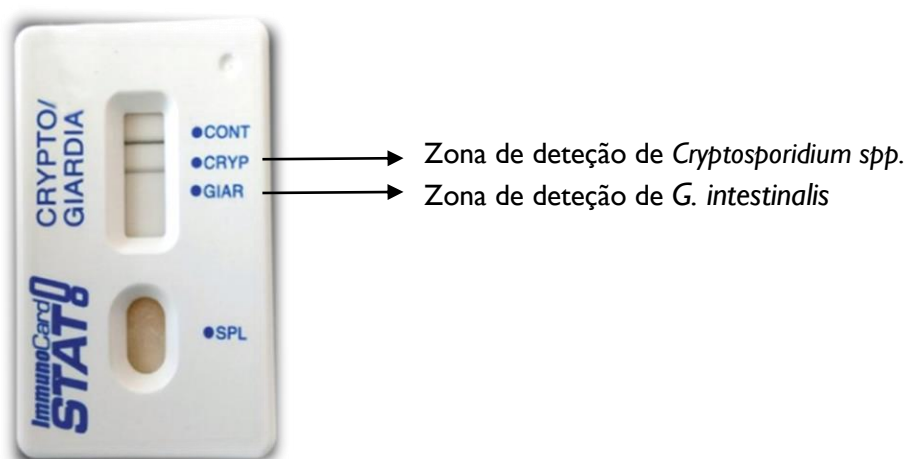 CRYPTO/
GIARDIA
●CONT
●CRYP
●GIAR
Zona de deteção de Cryptosporidium spp.
Zona de deteção de G. intestinalis
ImmunoCard
STAT!
●SPL